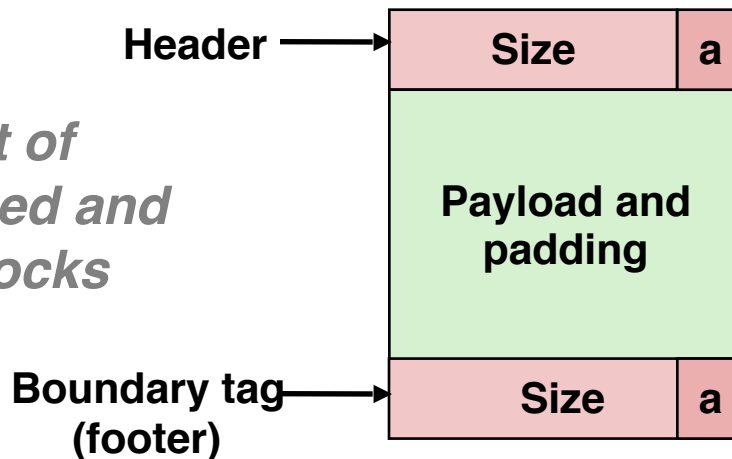 Header
Size a
t of
ed and
ocks
Payload and
padding
Boundary tag
(footer)
Size a